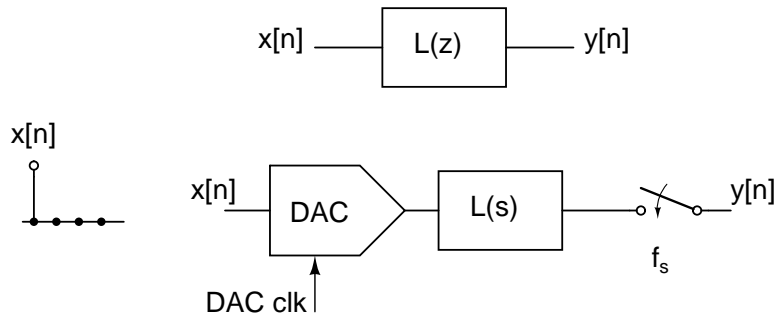 x[n] L(z) y[n]
x[n]
x[n] DAC L(s) y[n]
f_s
DAC clk